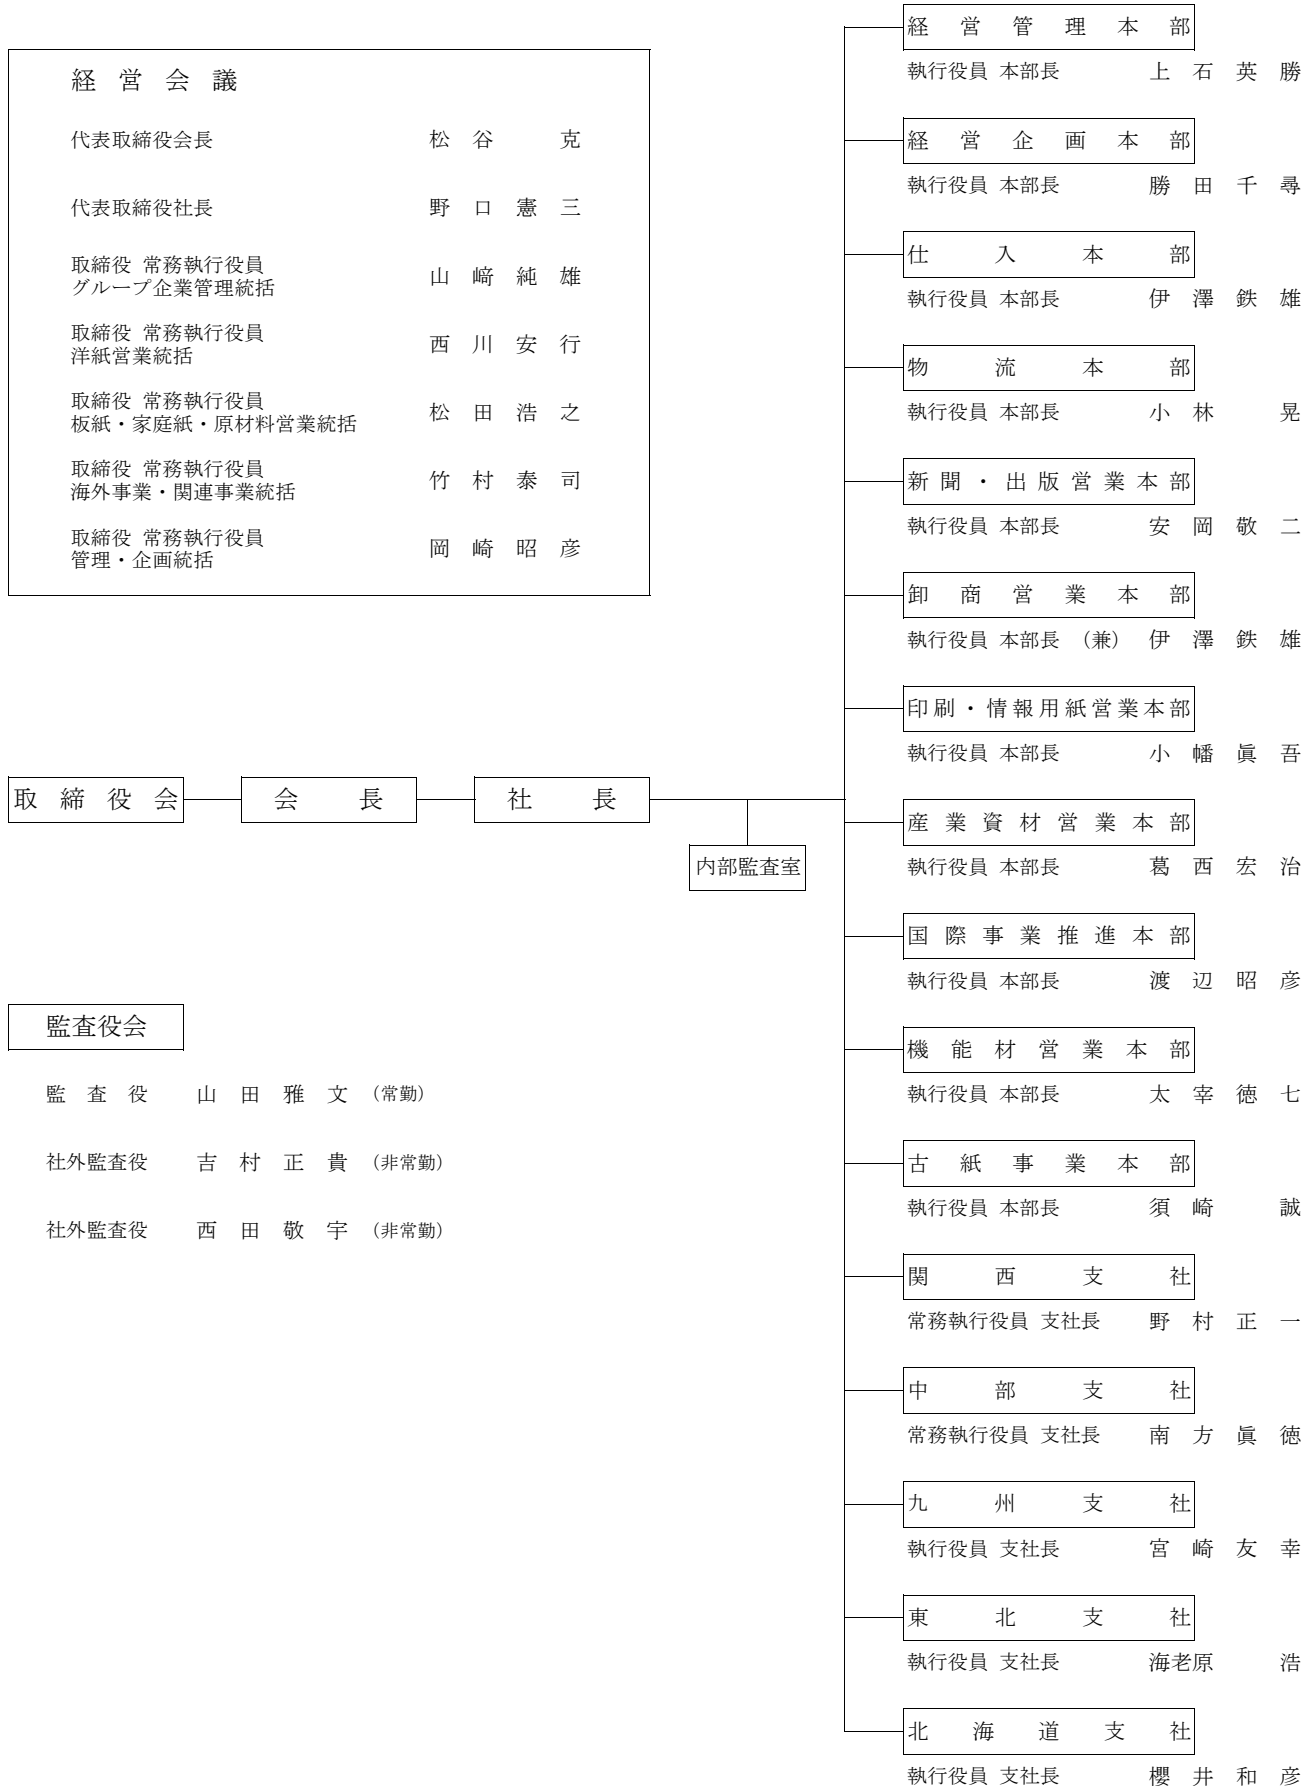 経営会議
代表取締役会長 松谷 克
代表取締役社長 野口憲三
取締役 常務執行役員
グループ企業管理統括 山﨑純雄
取締役 常務執行役員
洋紙営業統括 西川安行
取締役 常務執行役員
板紙・家庭紙・原材料営業統括 松田浩之
取締役 常務執行役員
海外事業・関連事業統括 竹村泰司
取締役 常務執行役員
管理・企画統括 岡崎昭彦
取締役会
会長
社長
内部監査室
監査役会
監査役 山田雅文 (常勤)
社外監査役 吉村正貴 (非常勤)
社外監査役 西田敬宇 (非常勤)
経営管理本部
執行役員 本部長 上石英勝
経営企画本部
執行役員 本部長 勝田千尋
仕入本部
執行役員 本部長 伊澤鉄雄
物流本部
執行役員 本部長 小林 晃
新聞・出版営業本部
執行役員 本部長 安岡敬二
卸商営業本部
執行役員 本部長 (兼) 伊澤鉄雄
印刷・情報用紙営業本部
執行役員 本部長 小幡眞吾
産業資材営業本部
執行役員 本部長 葛西宏治
国際事業推進本部
執行役員 本部長 渡辺昭彦
機能材営業本部
執行役員 本部長 太宰徳七
古紙事業本部
執行役員 本部長 須崎 誠
関西支社
常務執行役員 支社長 野村正一
中部支社
常務執行役員 支社長 南方眞徳
九州支社
執行役員 支社長 宮崎友幸
東北支社
執行役員 支社長 海老原 浩
北海道支社
執行役員 支社長 櫻井和彦